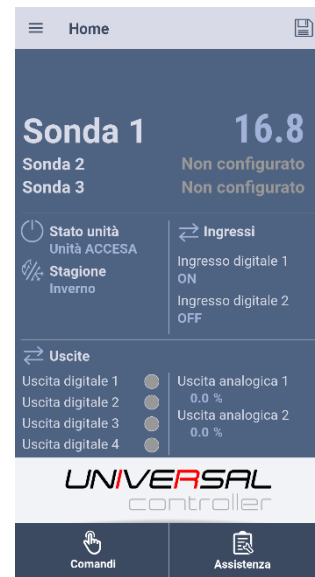 Home
Sonda 1 16.8
Sonda 2 Non configurato
Sonda 3 Non configurato
Stato unità
Unità ACCESA
Stagione
Inverno
Ingressi
Ingresso digitale 1
ON
Ingresso digitale 2
OFF
Uscite
Uscita digitale 1
Uscita digitale 2
Uscita digitale 3
Uscita digitale 4
Uscita analogica 1
0.0 %
Uscita analogica 2
0.0 %
UNIVERSAL
controller
Comandi
Assistenza